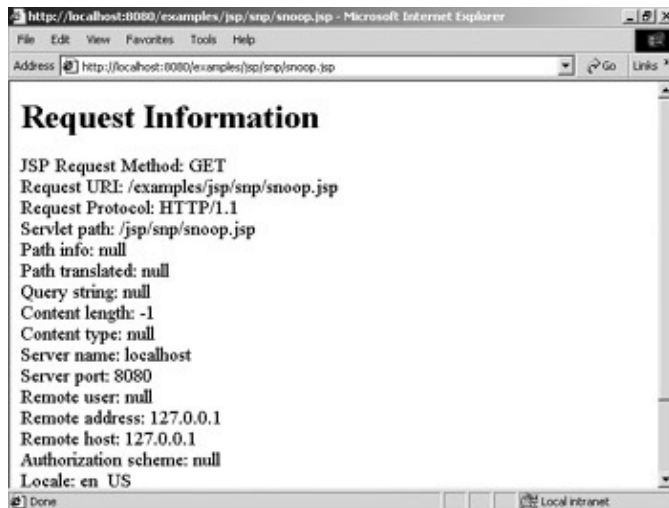 http://localhost:8080/examples/jsp/snp/snoop.jsp - Microsoft Internet Explorer
File Edit View Favorites Tools Help
Address http://localhost:8080/examples/jsp/snp/snoop.jsp Go Links
Request Information
JSP Request Method: GET
Request URI: /examples/jsp/snp/snoop.jsp
Request Protocol: HTTP/1.1
Servlet path: /jsp/snp/snoop.jsp
Path info: null
Path translated: null
Query string: null
Content length: -1
Content type: null
Server name: localhost
Server port: 8080
Remote user: null
Remote address: 127.0.0.1
Remote host: 127.0.0.1
Authorization scheme: null
Locale: en_US
Done Local intranet